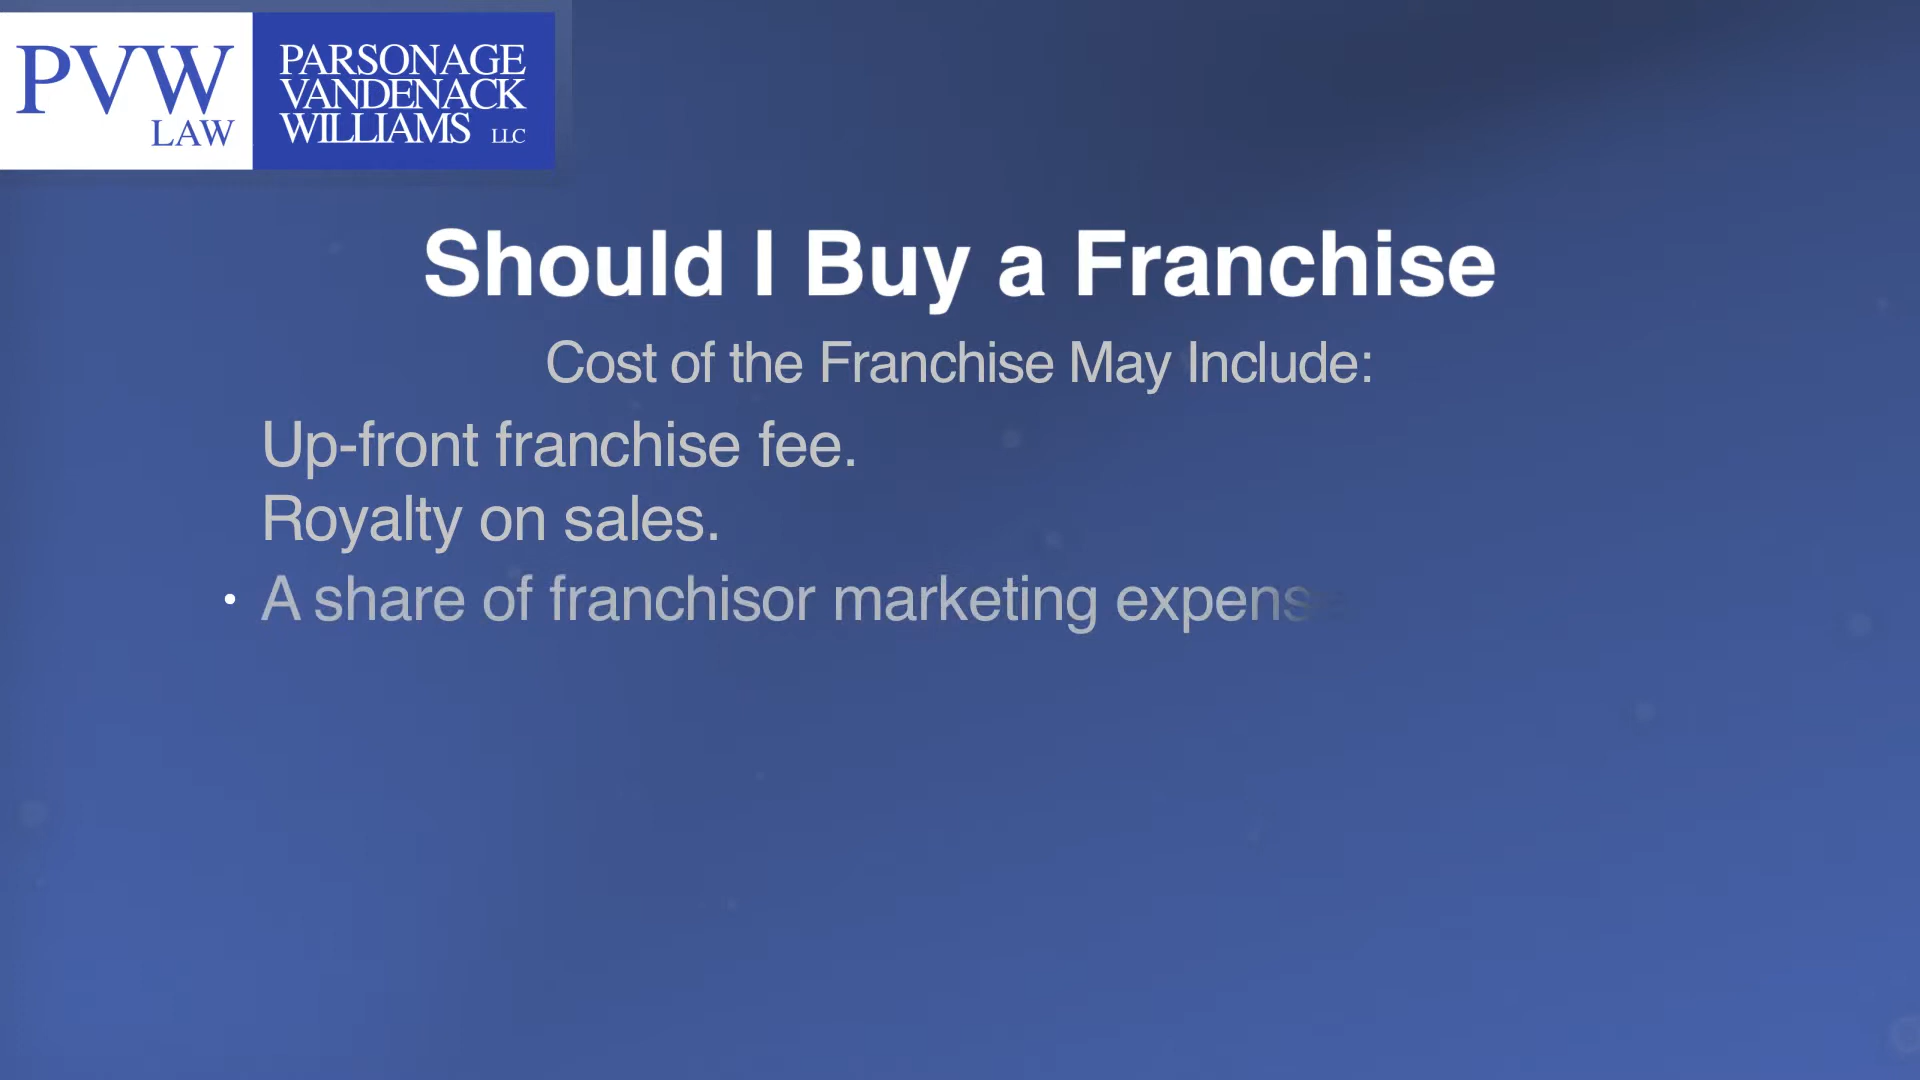 PVW
LAW
PARSONAGE
VANDENACK
WILLIAMS LLC
Should I Buy a Franchise
Cost of the Franchise May Include:
Up-front franchise fee.
Royalty on sales.
· A share of franchisor marketing